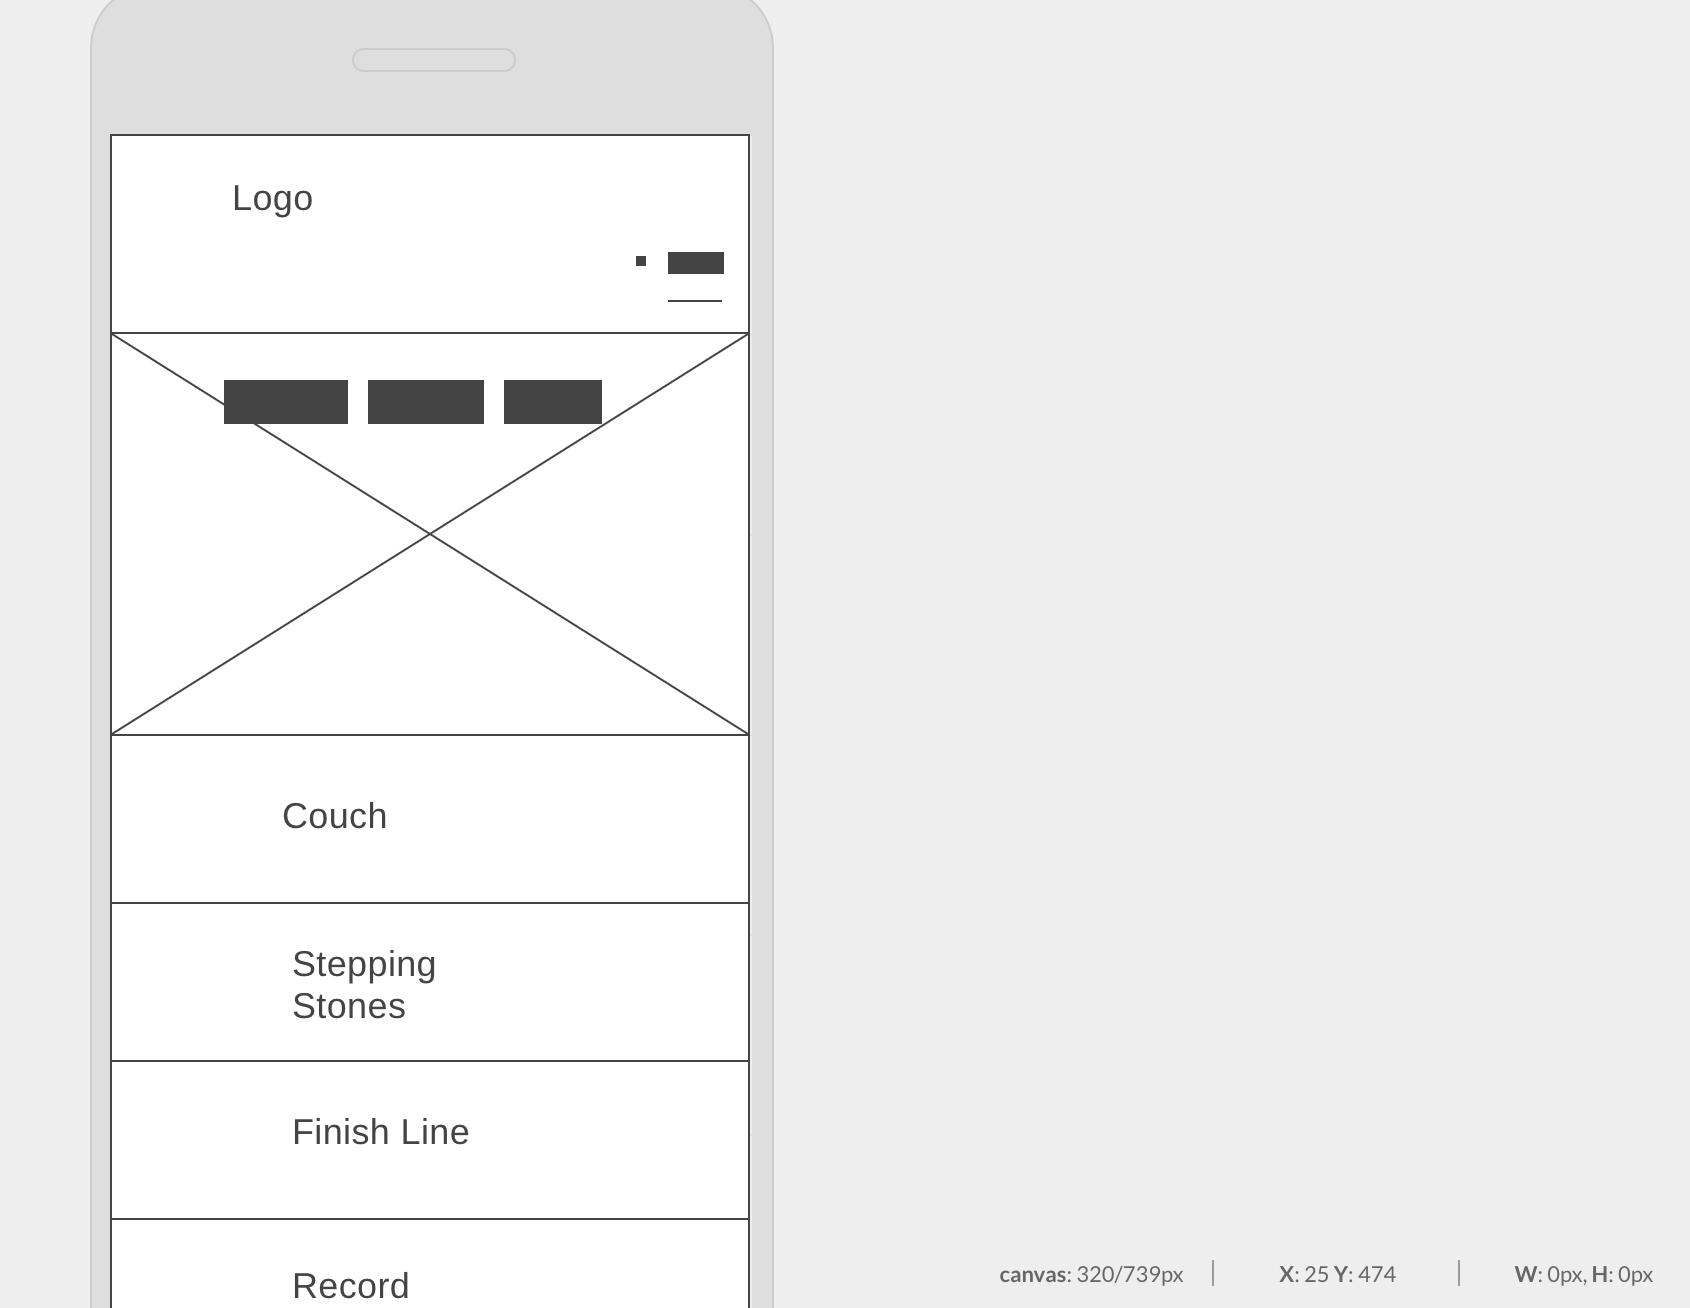 Logo
Couch
Stepping
Stones
Finish Line
Record
canvas: 320/739px
X: 25 Y: 474
W: 0px, H: 0px